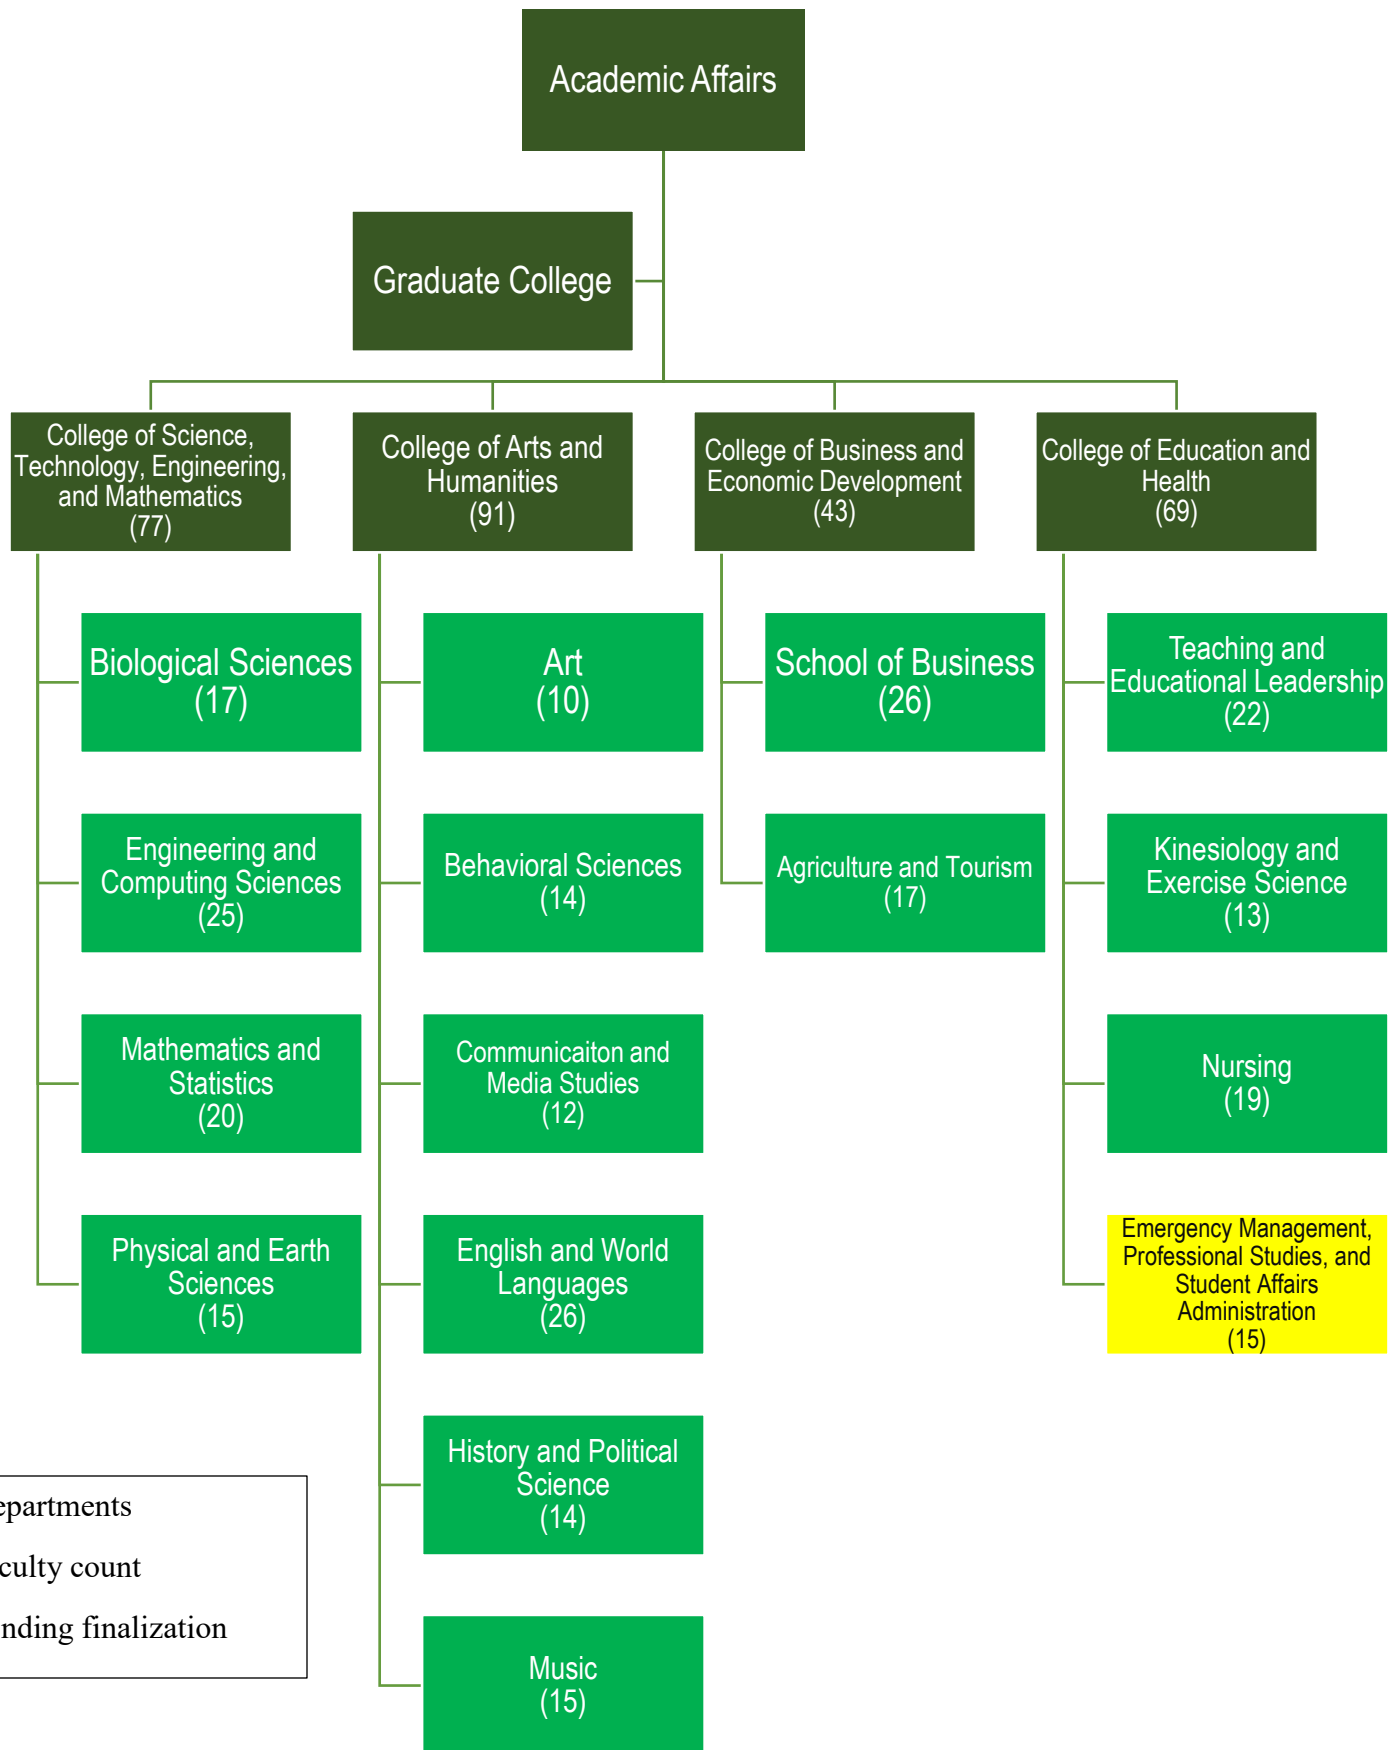 Academic Affairs
Graduate College
College of Science,
Technology, Engineering,
and Mathematics
(77)
College of Arts and
Humanities
(91)
College of Business and
Economic Development
(43)
College of Education and
Health
(69)
Biological Sciences
(17)
Engineering and
Computing Sciences
(25)
Mathematics and
Statistics
(20)
Physical and Earth
Sciences
(15)
Art
(10)
Behavioral Sciences
(14)
Communicaiton and
Media Studies
(12)
English and World
Languages
(26)
History and Political
Science
(14)
Music
(15)
School of Business
(26)
Agriculture and Tourism
(17)
Teaching and
Educational Leadership
(22)
Kinesiology and
Exercise Science
(13)
Nursing
(19)
Emergency Management,
Professional Studies, and
Student Affairs
Administration
(15)
epartments
culty count
nding finalization